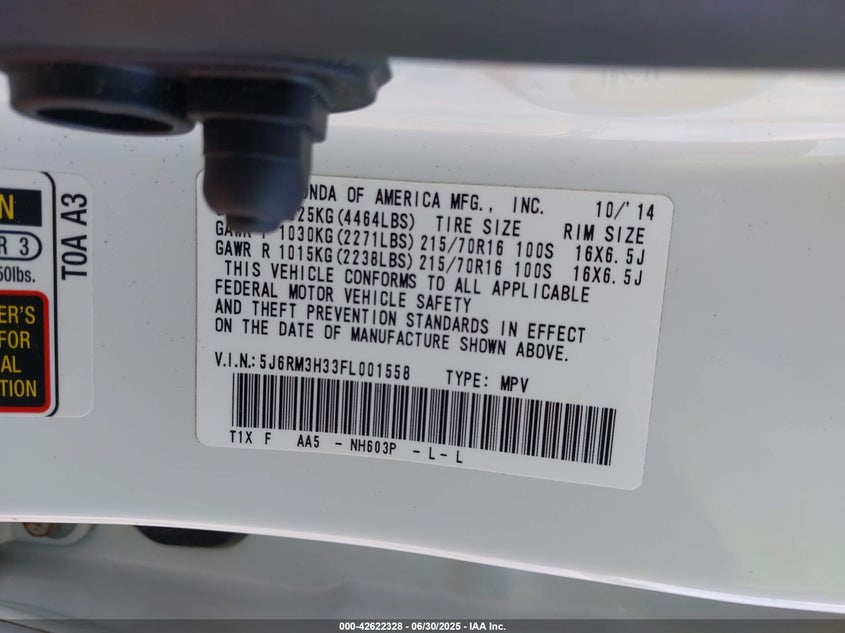 NDA OF AMERICA MFG., INC. 10/'14
25KG(4464LBS) TIRE SIZE RIM SIZE
GAWR F 1030KG(2271LBS) 215/70R16 100S 16X6.5J
GAWR R 1015KG(2238LBS) 215/70R16 100S 16X6.5J
THIS VEHICLE CONFORMS TO ALL APPLICABLE
FEDERAL MOTOR VEHICLE SAFETY
AND THEFT PREVENTION STANDARDS IN EFFECT
ON THE DATE OF MANUFACTURE SHOWN ABOVE.
V.I.N.: 5J6RM3H33FL001558 TYPE: MPV
T1X F AA5 - NH603P - L- L
N
R 3
50lbs.
ER'S
FOR
AL
TION
T0A A3
000-42622328 - 06/30/2025 - IAA Inc.